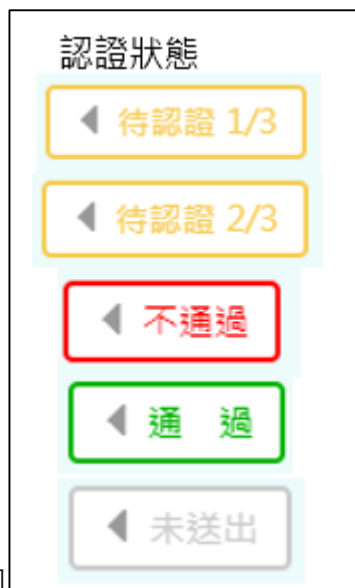 認證狀態
待認證 1/3
待認證 2/3
不通過
通　過
未送出